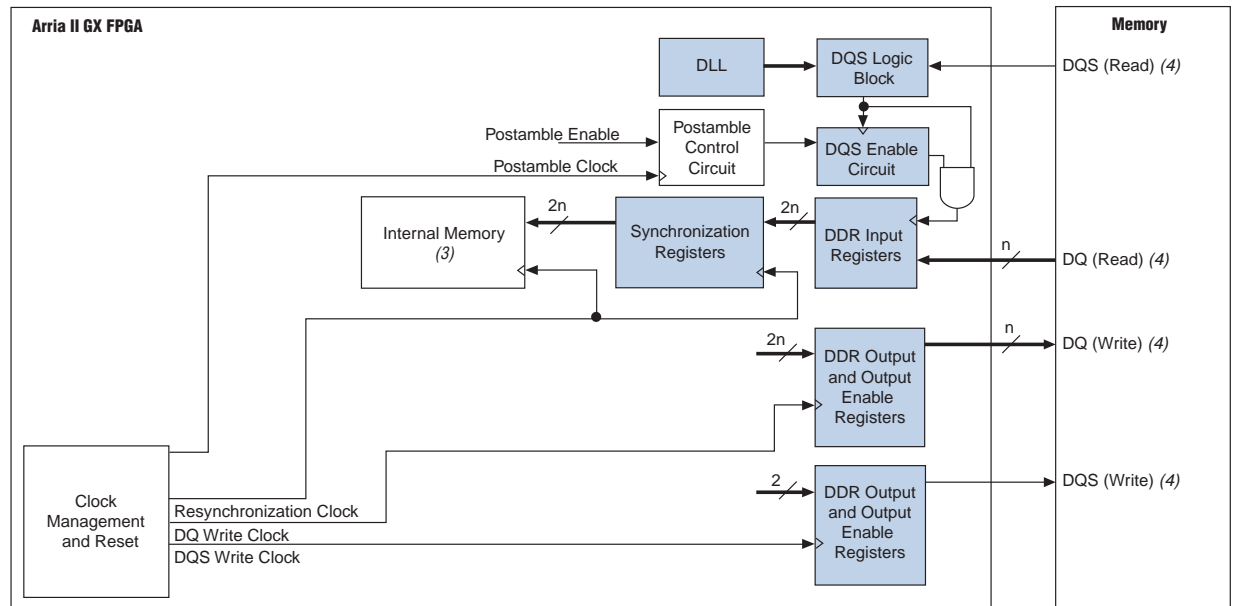 Arria II GX FPGA
Memory
DLL
DQS Logic
Block
DQS (Read) (4)
Postamble Enable
Postamble
Control
Circuit
DQS Enable
Circuit
Postamble Clock
2n
2n
Internal Memory
(3)
Synchronization
Registers
DDR Input
Registers
n
DQ (Read) (4)
2n
DDR Output
and Output
Enable
Registers
n
DQ (Write) (4)
Clock
Management
and Reset
Resynchronization Clock
DQ Write Clock
DQS Write Clock
2
DDR Output
and Output
Enable
Registers
DQS (Write) (4)